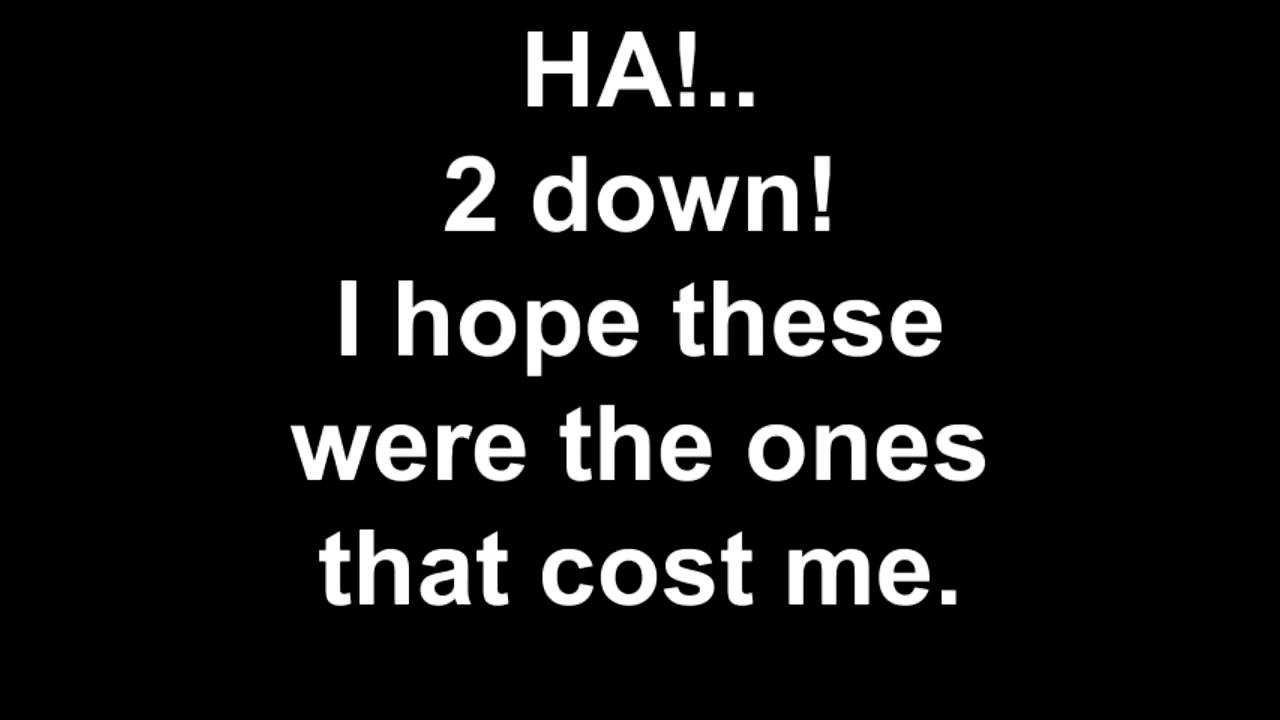 HA!..
2 down!
I hope these
were the ones
that cost me.